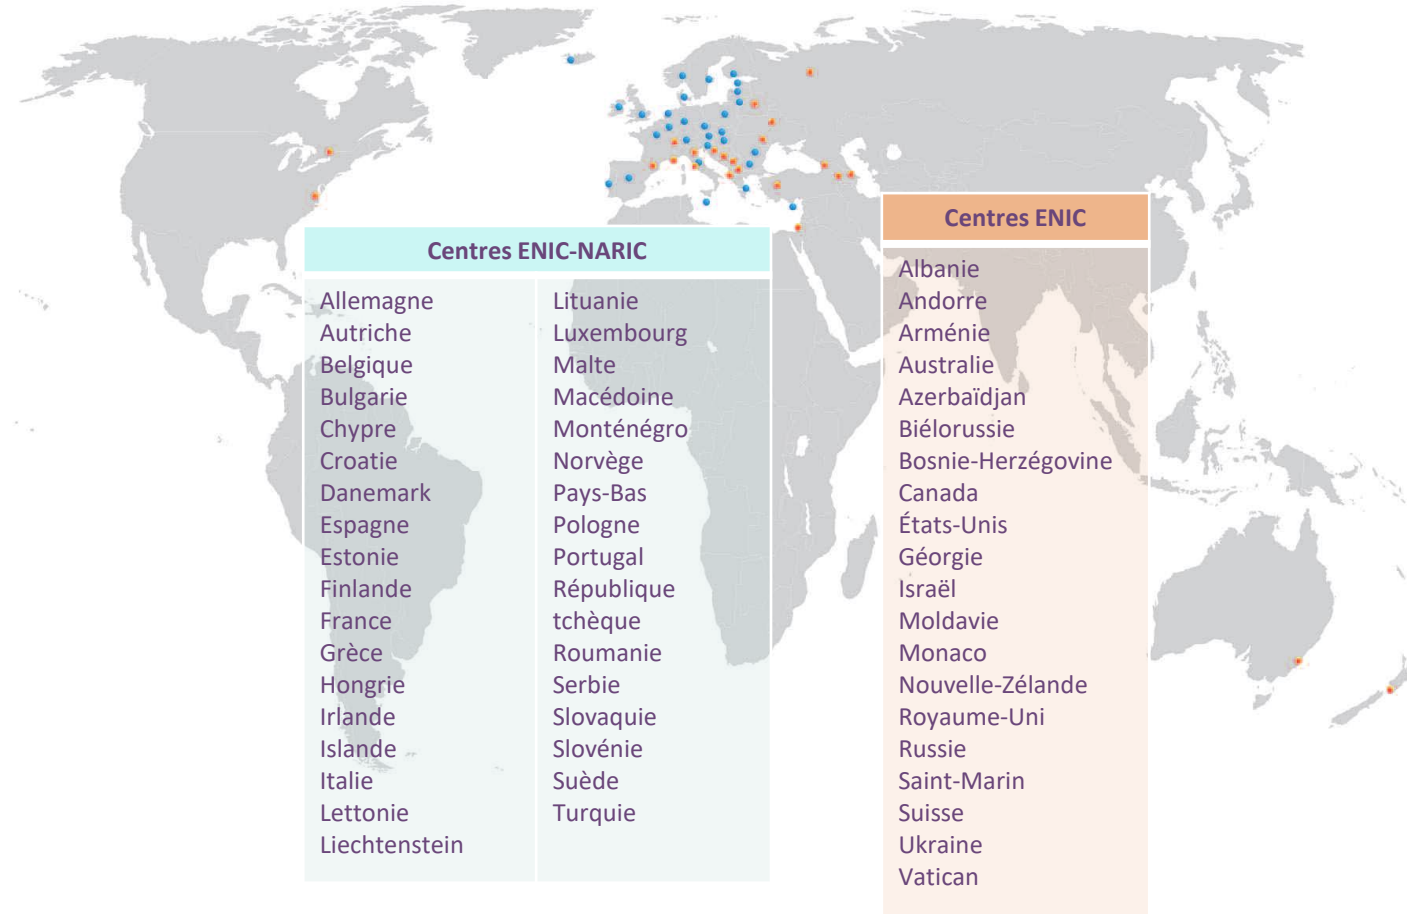 Centres ENIC-NARIC
Allemagne
Autriche
Belgique
Bulgarie
Chypre
Croatie
Danemark
Espagne
Estonie
Finlande
France
Grèce
Hongrie
Irlande
Islande
Italie
Lettonie
Liechtenstein
Lituanie
Luxembourg
Malte
Macédoine
Monténégro
Norvège
Pays-Bas
Pologne
Portugal
République
tchèque
Roumanie
Serbie
Slovaquie
Slovénie
Suède
Turquie
Centres ENIC
Albanie
Andorre
Arménie
Australie
Azerbaïdjan
Biélorussie
Bosnie-Herzégovine
Canada
États-Unis
Géorgie
Israël
Moldavie
Monaco
Nouvelle-Zélande
Royaume-Uni
Russie
Saint-Marin
Suisse
Ukraine
Vatican